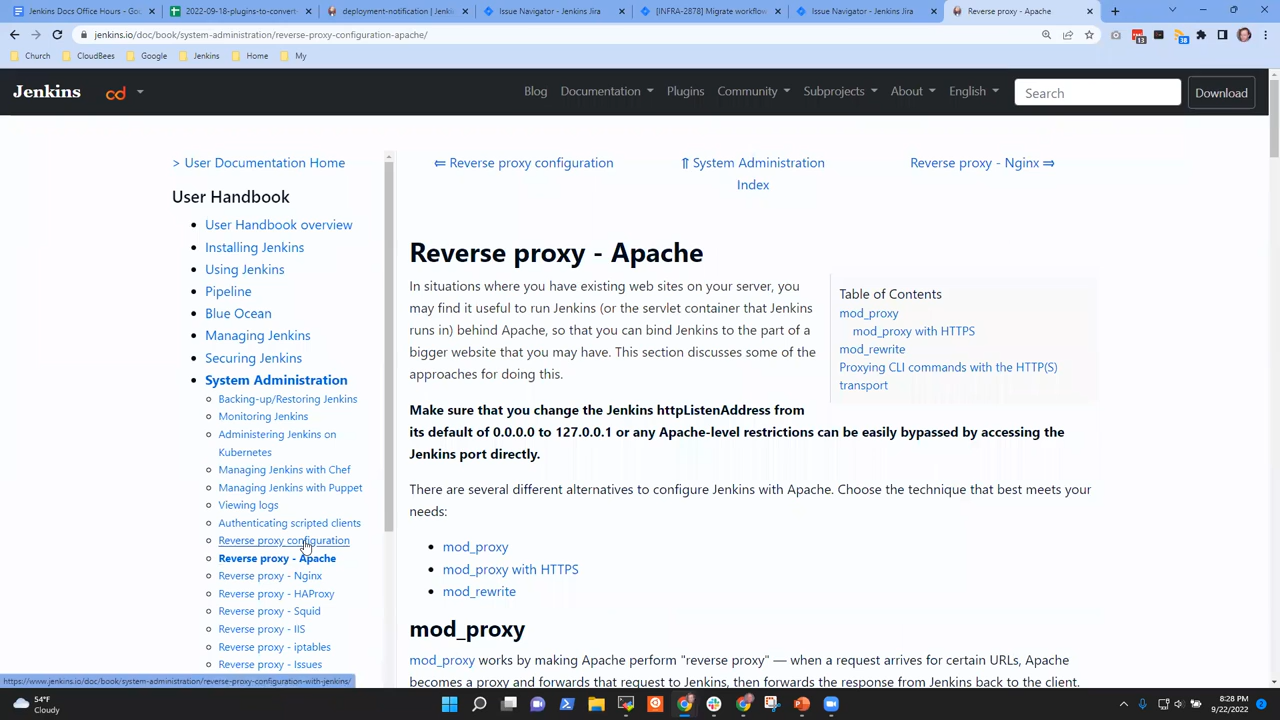 Jenkins Docs Office Hours - Goo
2022-09-18-plugins-to-convert-
deployment-notification | Jenki
Issue Navigator - Jenkins Jira
[INFRA-2878] Migrate workflow
Issue Navigator - Jenkins Jira
Reverse proxy - Apache
jenkins.io/doc/book/system-administration/reverse-proxy-configuration-apache/
Church
CloudBees
Google
Jenkins
Home
My
Jenkins
cd
Blog
Documentation
Plugins
Community
Subprojects
About
English
Search
Download
> User Documentation Home
⇐ Reverse proxy configuration
⇑ System Administration
Index
Reverse proxy - Nginx ⇒
User Handbook
User Handbook overview
Installing Jenkins
Using Jenkins
Pipeline
Blue Ocean
Managing Jenkins
Securing Jenkins
System Administration
Backing-up/Restoring Jenkins
Monitoring Jenkins
Administering Jenkins on
Kubernetes
Managing Jenkins with Chef
Managing Jenkins with Puppet
Viewing logs
Authenticating scripted clients
Reverse proxy configuration
Reverse proxy - Apache
Reverse proxy - Nginx
Reverse proxy - HAProxy
Reverse proxy - Squid
Reverse proxy - IIS
Reverse proxy - iptables
Reverse proxy - Issues
Reverse proxy - Apache
In situations where you have existing web sites on your server, you
may find it useful to run Jenkins (or the servlet container that Jenkins
runs in) behind Apache, so that you can bind Jenkins to the part of a
bigger website that you may have. This section discusses some of the
approaches for doing this.
Table of Contents
mod_proxy
mod_proxy with HTTPS
mod_rewrite
Proxying CLI commands with the HTTP(S)
transport
Make sure that you change the Jenkins httpListenAddress from
its default of 0.0.0.0 to 127.0.0.1 or any Apache-level restrictions can be easily bypassed by accessing the
Jenkins port directly.
There are several different alternatives to configure Jenkins with Apache. Choose the technique that best meets your
needs:
mod_proxy
mod_proxy with HTTPS
mod_rewrite
mod_proxy
mod_proxy works by making Apache perform "reverse proxy" — when a request arrives for certain URLs, Apache
becomes a proxy and forwards that request to Jenkins, then forwards the response from Jenkins back to the client.
https://www.jenkins.io/doc/book/system-administration/reverse-proxy-configuration-with-jenkins/
54°F
Cloudy
8:28 PM
9/22/2022